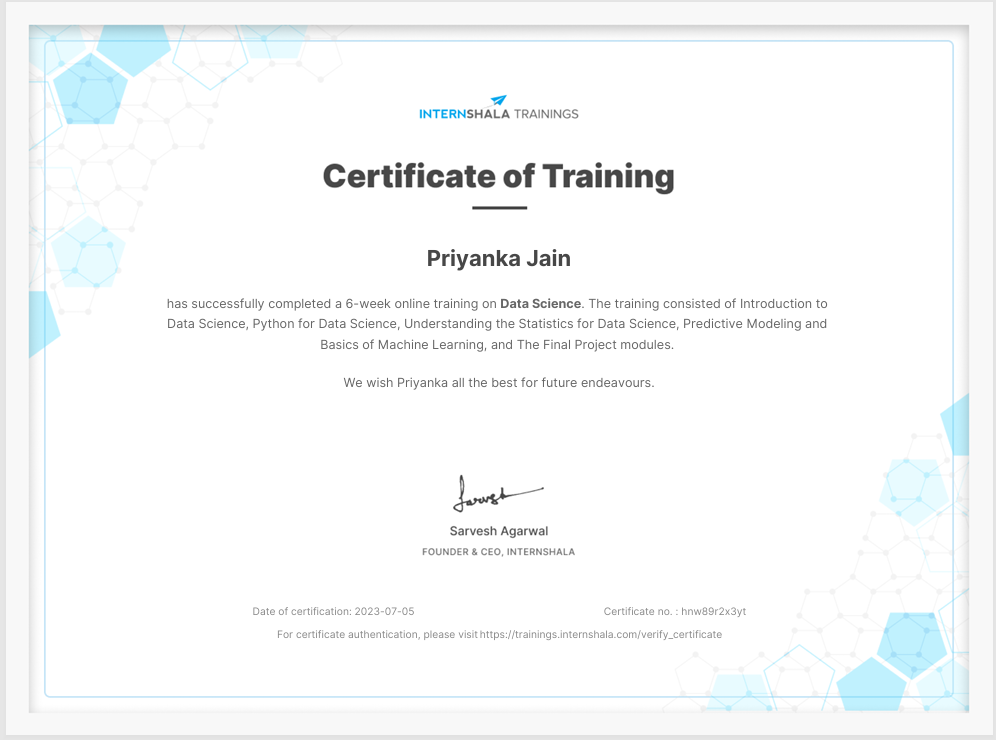 INTERNSHALA TRAININGS
Certificate of Training
Priyanka Jain
has successfully completed a 6-week online training on Data Science. The training consisted of Introduction to
Data Science, Python for Data Science, Understanding the Statistics for Data Science, Predictive Modeling and
Basics of Machine Learning, and The Final Project modules.
We wish Priyanka all the best for future endeavours.
Sarvesh
Sarvesh Agarwal
FOUNDER & CEO, INTERNSHALA
Date of certification: 2023-07-05 Certificate no. : hnw89r2x3yt
For certificate authentication, please visit https://trainings.internshala.com/verify_certificate